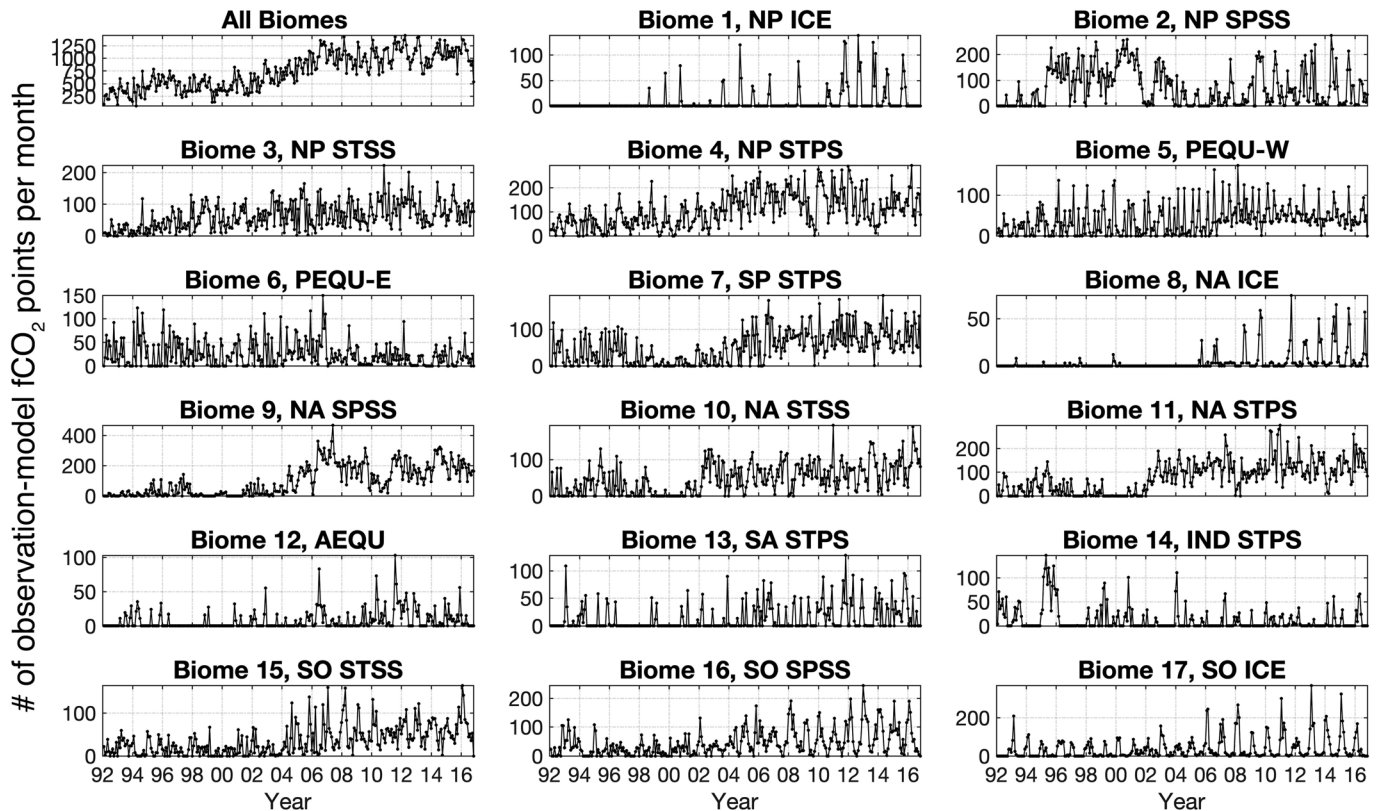 # of observation-model fCO₂ points per month
All Biomes
1250
1000
750
500
250
Biome 1, NP ICE
100
50
0
Biome 2, NP SPSS
200
100
0
Biome 3, NP STSS
200
100
0
Biome 4, NP STPS
200
100
0
Biome 5, PEQU-W
100
0
Biome 6, PEQU-E
150
100
50
0
Biome 7, SP STPS
100
0
Biome 8, NA ICE
50
0
Biome 9, NA SPSS
400
200
0
Biome 10, NA STSS
100
0
Biome 11, NA STPS
200
100
0
Biome 12, AEQU
100
50
0
Biome 13, SA STPS
100
50
0
Biome 14, IND STPS
100
50
0
Biome 15, SO STSS
100
0
92 94 96 98 00 02 04 06 08 10 12 14 16
Year
Biome 16, SO SPSS
200
100
0
92 94 96 98 00 02 04 06 08 10 12 14 16
Year
Biome 17, SO ICE
200
0
92 94 96 98 00 02 04 06 08 10 12 14 16
Year